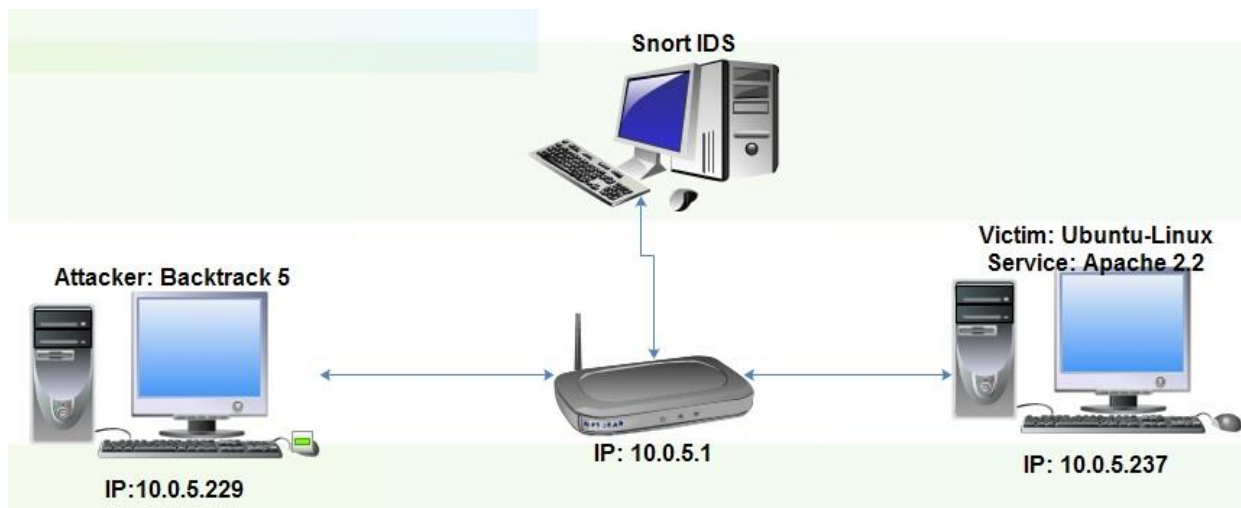 Snort IDS
Victim: Ubuntu-Linux
Service: Apache 2.2
Attacker: Backtrack 5
IP: 10.0.5.1
IP: 10.0.5.237
IP:10.0.5.229